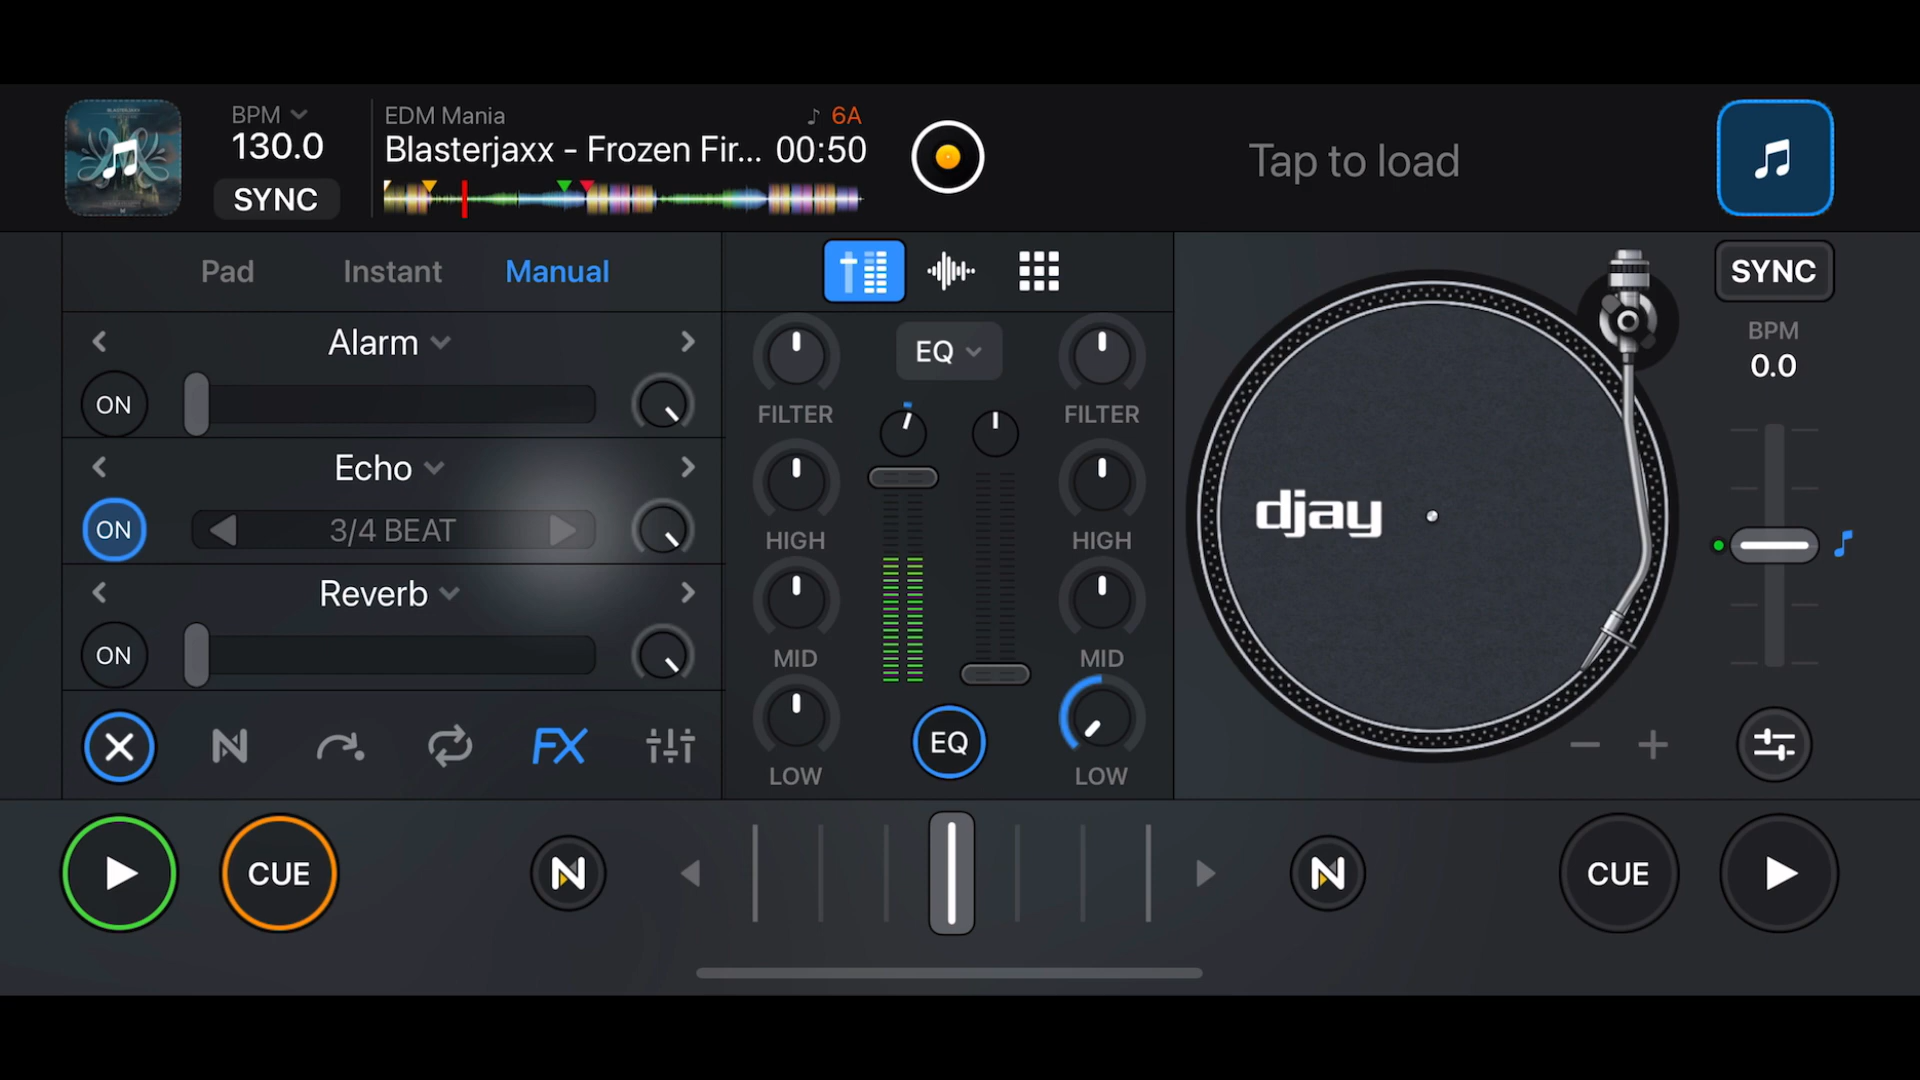 BPM
130.0
SYNC
EDM Mania
6A
Blasterjaxx - Frozen Fir... 00:50
Tap to load
Pad Instant Manual
Alarm
ON
Echo
ON
3/4 BEAT
Reverb
ON
FX
EQ
FILTER
HIGH
MID
LOW
EQ
FILTER
HIGH
MID
LOW
djay
SYNC
BPM
0.0
CUE
N
N
CUE